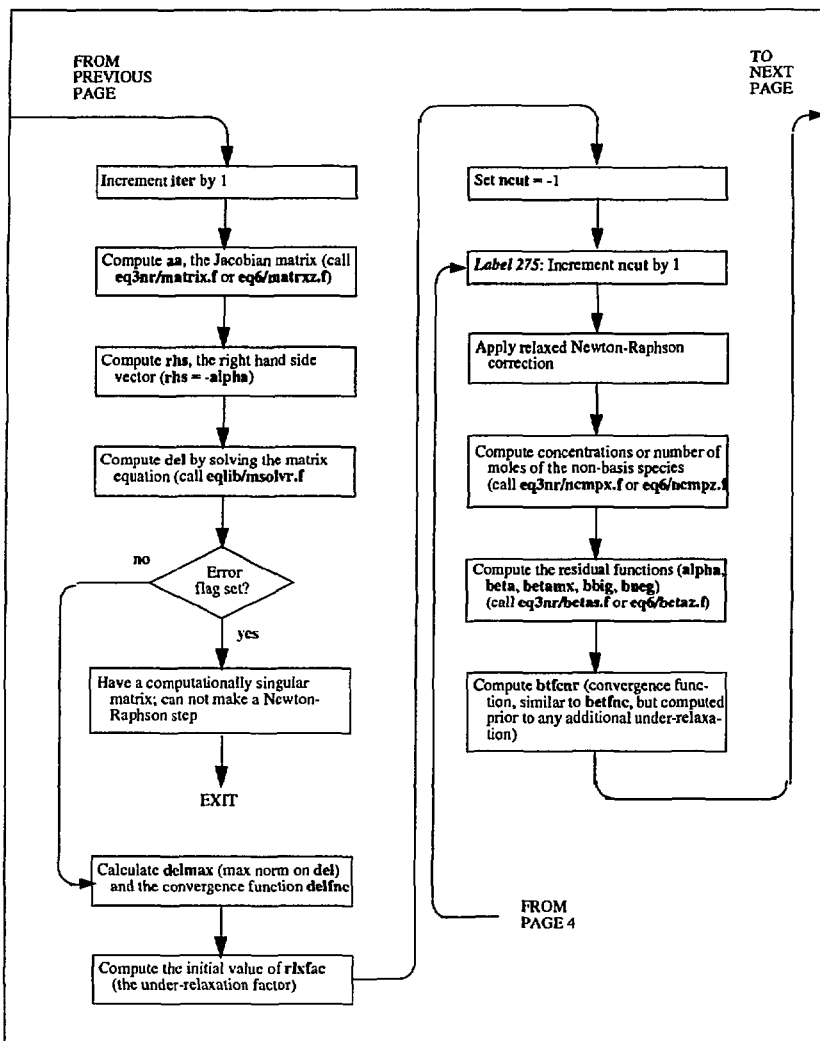 FROM
PREVIOUS
PAGE
Increment iter by 1
Compute aa, the Jacobian matrix (call
eq3nr/matrix.f or eq6/matrxz.f)
Compute rhs, the right hand side
vector (rhs = -alpha)
Compute del by solving the matrix
equation (call eqlib/msolvr.f
Error
flag set?
no
yes
Have a computationally singular
matrix; can not make a Newton-
Raphson step
EXIT
Calculate delmax (max norm on del)
and the convergence function delfnc
Compute the initial value of rlxfac
(the under-relaxation factor)
Set ncut = -1
Label 275: Increment ncut by 1
Apply relaxed Newton-Raphson
correction
Compute concentrations or number of
moles of the non-basis species
(call eq3nr/ncmpx.f or eq6/ncmpz.f
Compute the residual functions (alpha,
beta, betamx, bbig, bneg)
(call eq3nr/betas.f or eq6/betaz.f)
Compute btfcnr (convergence func-
tion, similar to betfnc, but computed
prior to any additional under-relaxa-
tion)
FROM
PAGE 4
TO
NEXT
PAGE